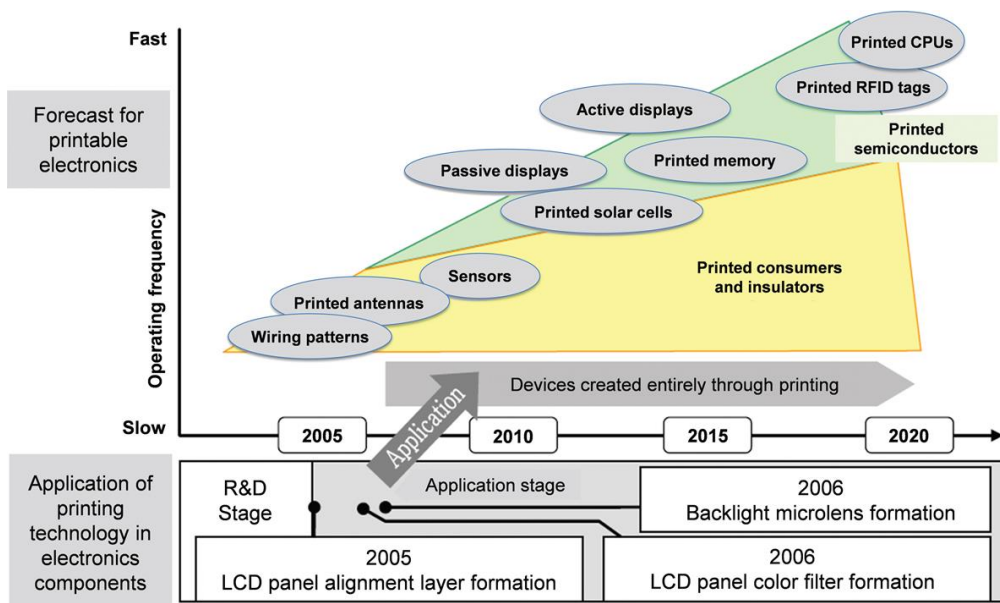 Fast
Printed CPUs
Printed RFID tags
Forecast for
printable
electronics
Active displays
Printed
semiconductors
Passive displays
Printed memory
Printed solar cells
Operating frequency
Sensors
Printed consumers
and insulators
Printed antennas
Wiring patterns
Devices created entirely through printing
Application
Slow
2005
2010
2015
2020
Application of
printing
technology in
electronics
components
R&D
Stage
Application stage
2006
Backlight microlens formation
2005
LCD panel alignment layer formation
2006
LCD panel color filter formation